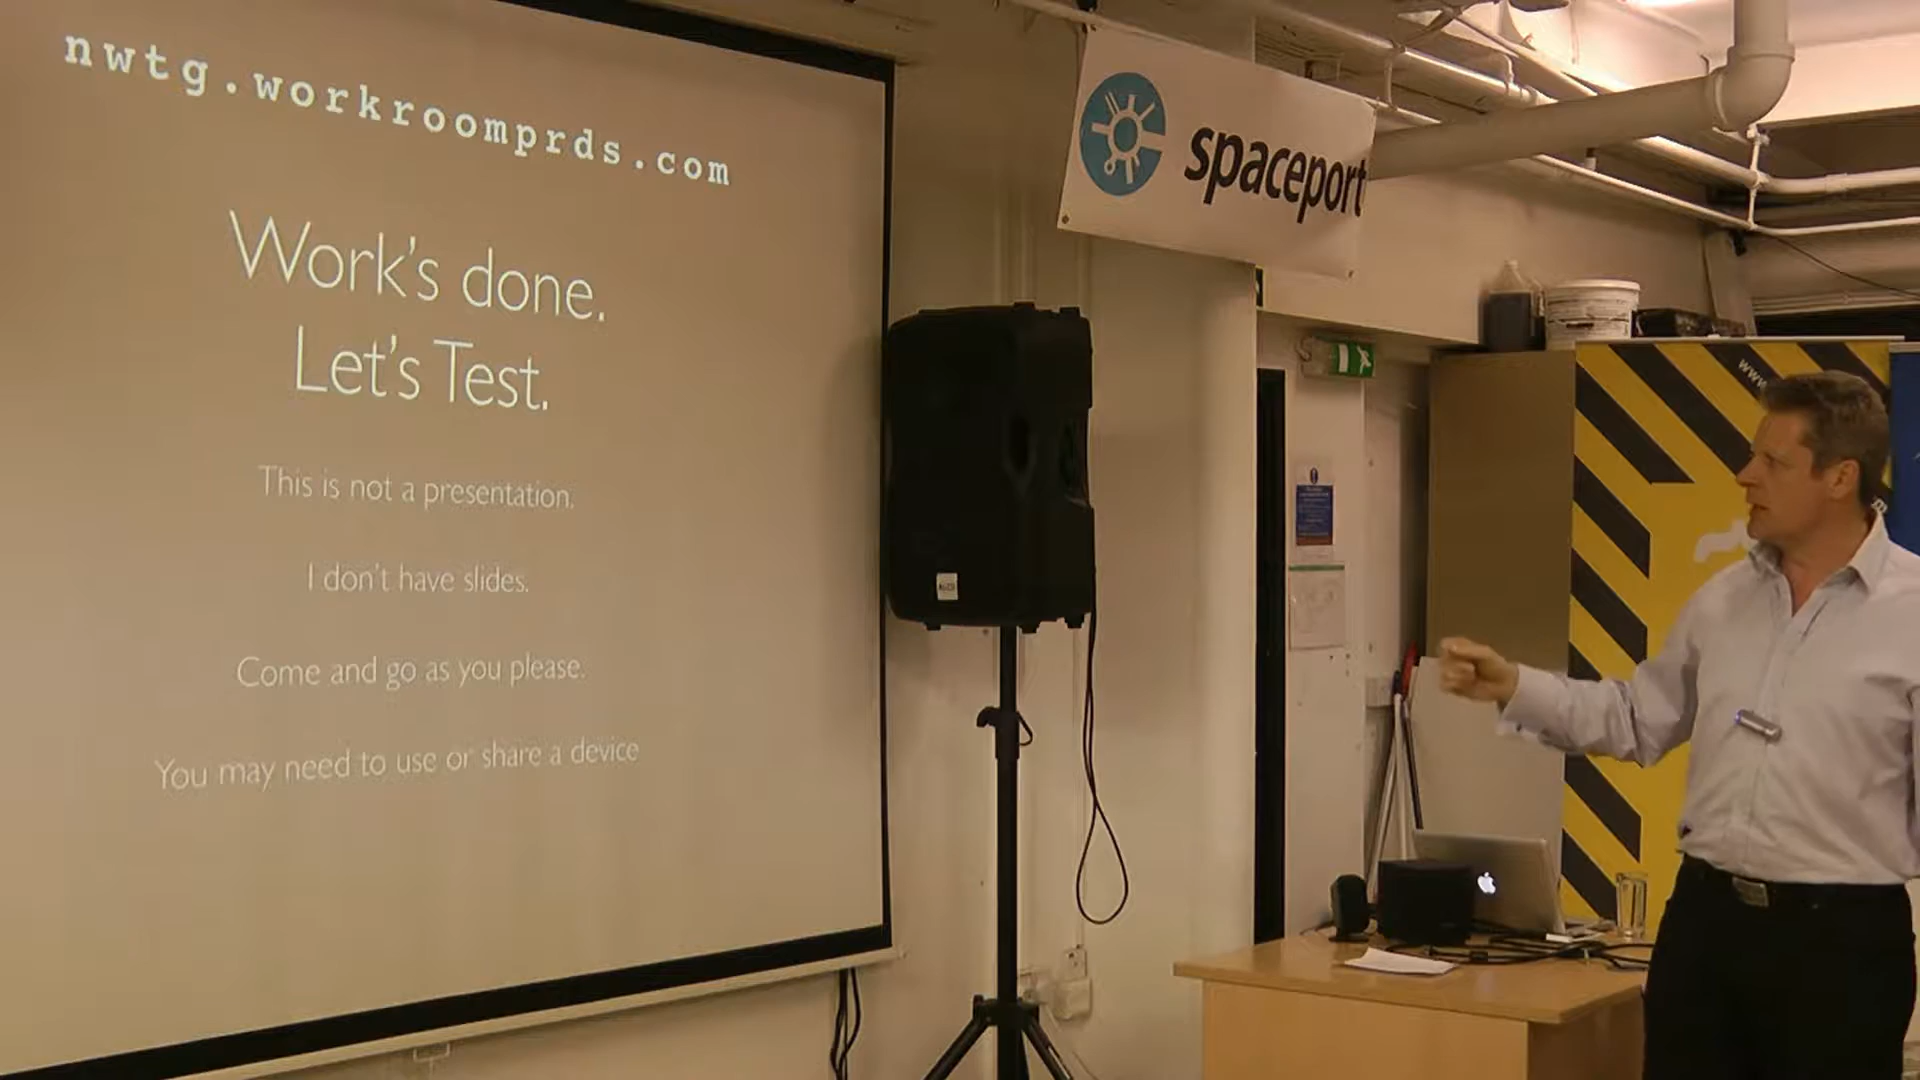 nwtg.workroomprds.com
Work's done.
Let's Test.
This is not a presentation.
I don't have slides.
Come and go as you please.
You may need to use or share a device
spaceport
www.